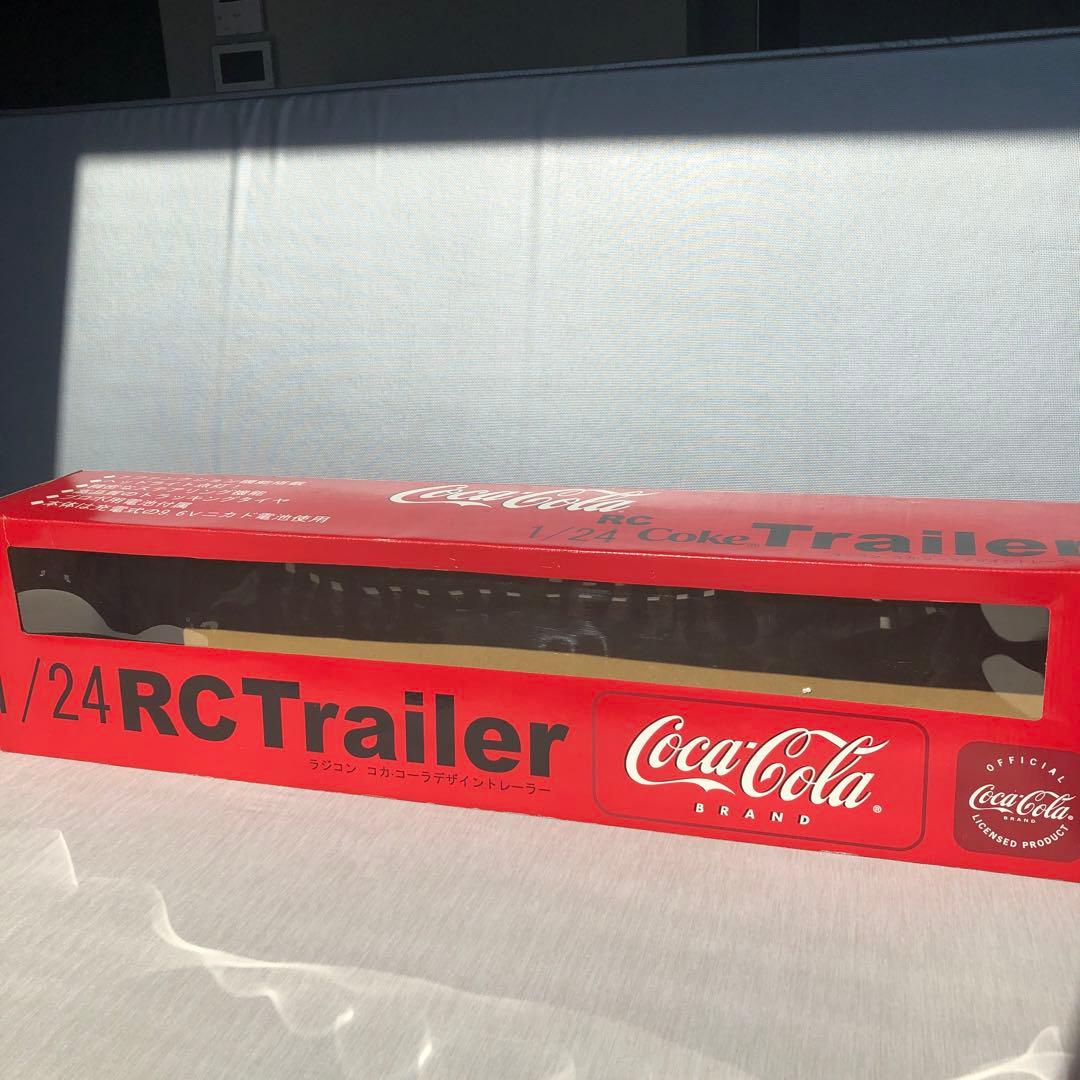 ◆本体は充電式の9.6Vニカド電池使用
Coca-Cola
RC
1/24 Coke® Trailer
1/24RCTrailer
ラジコン コカ·コーラデザイントレーラー
Coca-Cola®
BRAND
OFFICIAL
Coca-Cola®
BRAND
LICENSED PRODUCT